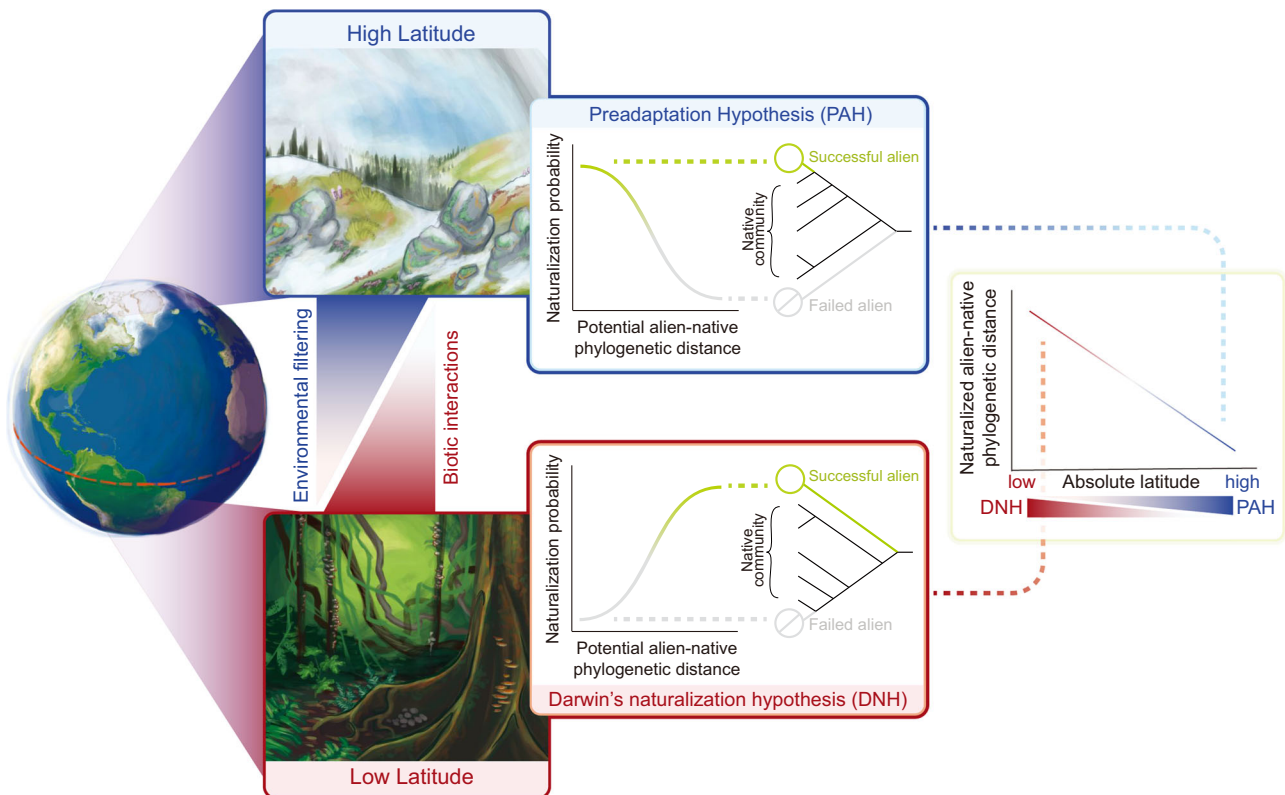 High Latitude
Preadaptation Hypothesis (PAH)
Naturalization probability
Successful alien
Native
community
Failed alien
Potential alien-native
phylogenetic distance
Environmental filtering
Biotic interactions
Naturalized alien-native
phylogenetic distance
low Absolute latitude high
DNH PAH
Naturalization probability
Successful alien
Native
community
Failed alien
Potential alien-native
phylogenetic distance
Darwin's naturalization hypothesis (DNH)
Low Latitude